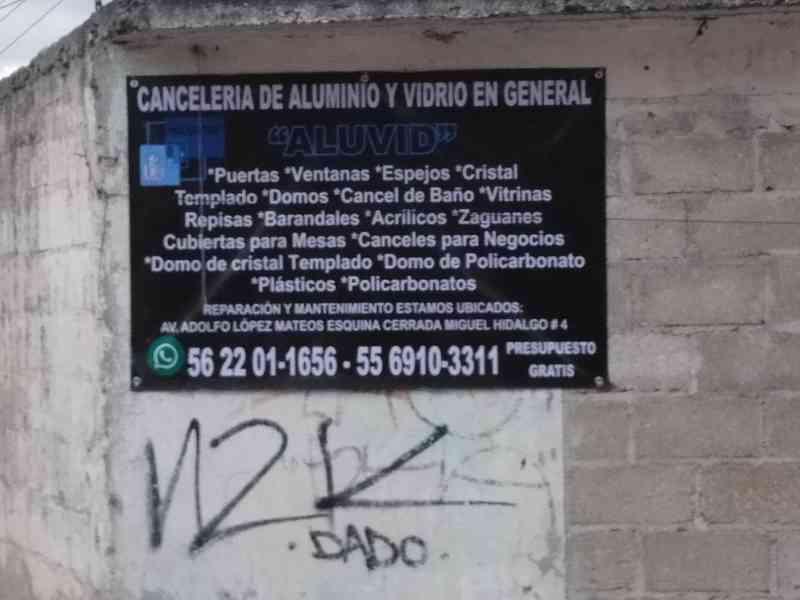 CANCELERIA DE ALUMINIO Y VIDRIO EN GENERAL
"ALUVID"
*Puertas *Ventanas *Espejos *Cristal
Templado *Domos *Cancel de Baño *Vitrinas
Repisas *Barandales *Acrilicos *Zaguanes
Cubiertas para Mesas *Canceles para Negocios
*Domo de cristal Templado *Domo de Policarbonato
*Plásticos *Policarbonatos
REPARACIÓN Y MANTENIMIENTO ESTAMOS UBICADOS:
AV. ADOLFO LÓPEZ MATEOS ESQUINA CERRADA MIGUEL HIDALGO # 4
56 22 01-1656 - 55 6910-3311
PRESUPUESTO
GRATIS
DADO